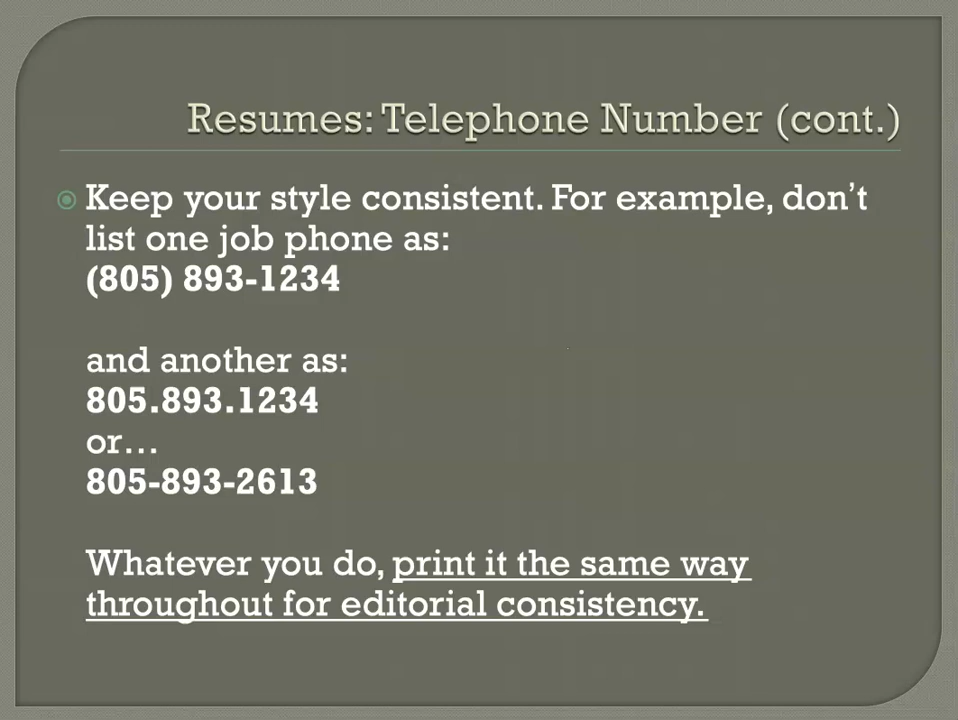 Resumes: Telephone Number (cont.)
Keep your style consistent. For example, don’t
list one job phone as:
(805) 893-1234
and another as:
805.893.1234
or…
805-893-2613
Whatever you do, print it the same way
throughout for editorial consistency.